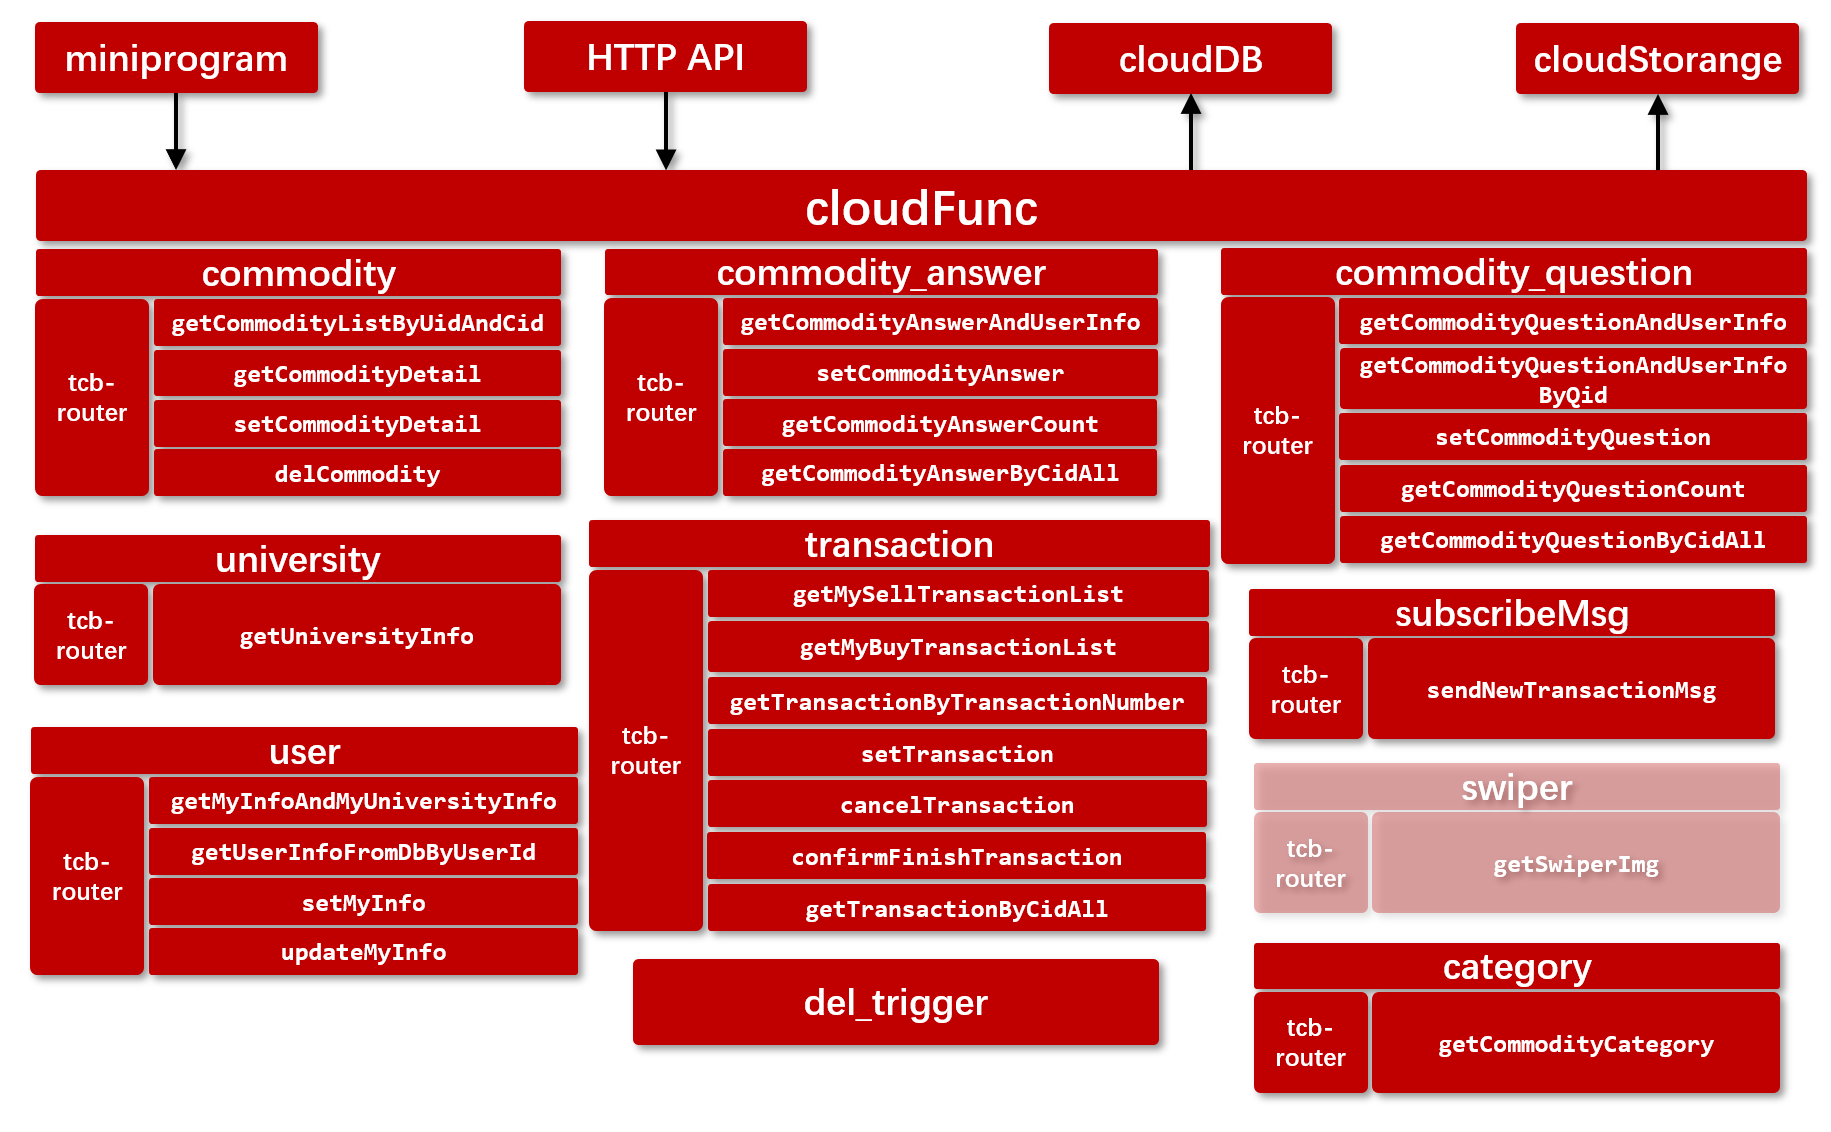 miniprogram
HTTP API
cloudDB
cloudStorange
cloudFunc
commodity
tcb-
router
getCommodityListByUidAndCid
getCommodityDetail
setCommodityDetail
delCommodity
commodity_answer
tcb-
router
getCommodityAnswerAndUserInfo
setCommodityAnswer
getCommodityAnswerCount
getCommodityAnswerByCidAll
commodity_question
tcb-
router
getCommodityQuestionAndUserInfo
getCommodityQuestionAndUserInfo
ByQid
setCommodityQuestion
getCommodityQuestionCount
getCommodityQuestionByCidAll
university
tcb-
router
getUniversityInfo
transaction
tcb-
router
getMySellTransactionList
getMyBuyTransactionList
getTransactionByTransactionNumber
setTransaction
cancelTransaction
confirmFinishTransaction
getTransactionByCidAll
subscribeMsg
tcb-
router
sendNewTransactionMsg
user
tcb-
router
getMyInfoAndMyUniversityInfo
getUserInfoFromDbByUserId
setMyInfo
updateMyInfo
swiper
tcb-
router
getSwiperImg
del_trigger
category
tcb-
router
getCommodityCategory